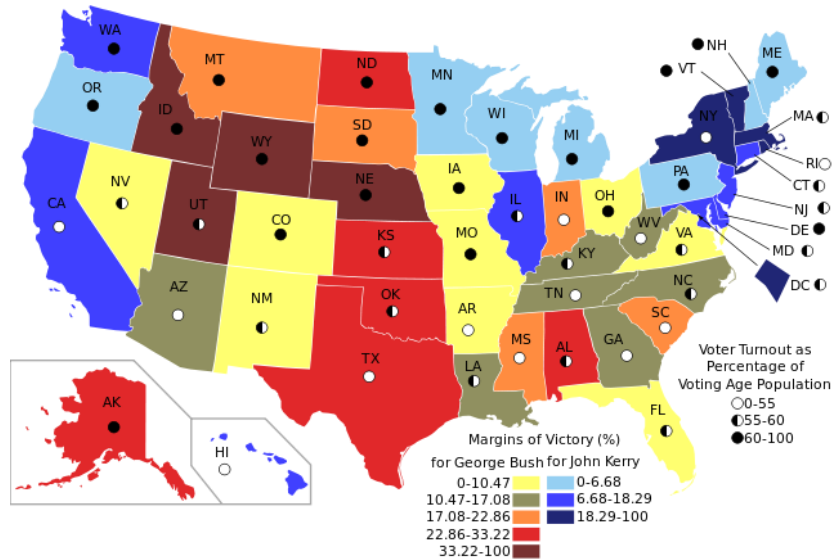 WA
MT
ND
MN
NH
ME
VT
OR
ID
SD
WI
MI
NY
MA
WY
RI
CT
NJ
DE
MD
DC
NE
IA
PA
NV
UT
CA
CO
IL
IN
OH
WV
VA
KS
MO
KY
AZ
NM
OK
AR
TN
NC
SC
TX
LA
MS
AL
GA
FL
AK
HI
Voter Turnout as
Percentage of
Voting Age Population
0-55
55-60
60-100
Margins of Victory (%)
for George Bush for John Kerry
0-10.47 0-6.68
10.47-17.08 6.68-18.29
17.08-22.86 18.29-100
22.86-33.22
33.22-100